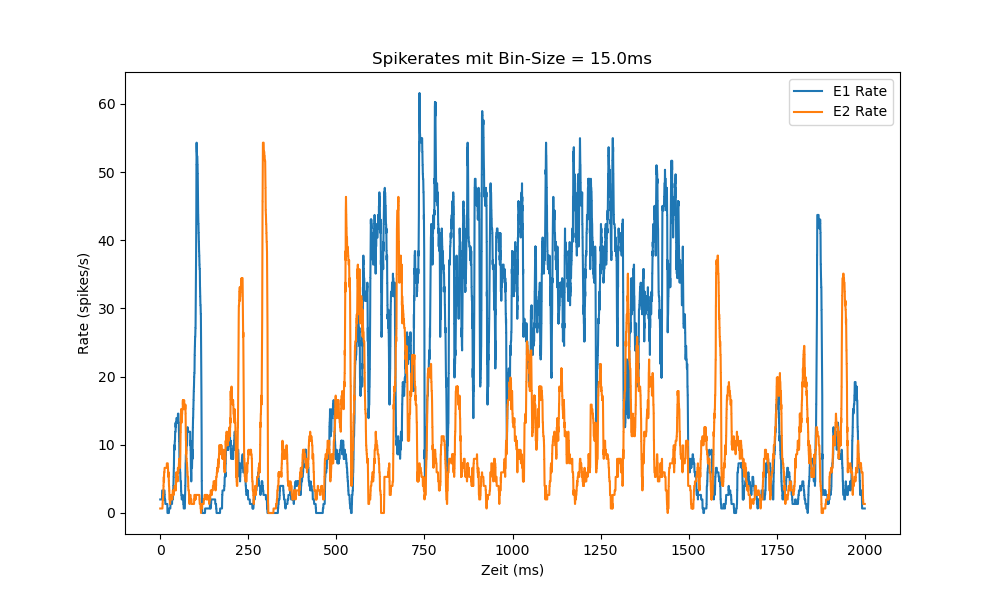 Spikerates mit Bin-Size = 15.0ms
E1 Rate
E2 Rate
Rate (spikes/s)
60
50
40
30
20
10
0
0 250 500 750 1000 1250 1500 1750 2000
Zeit (ms)